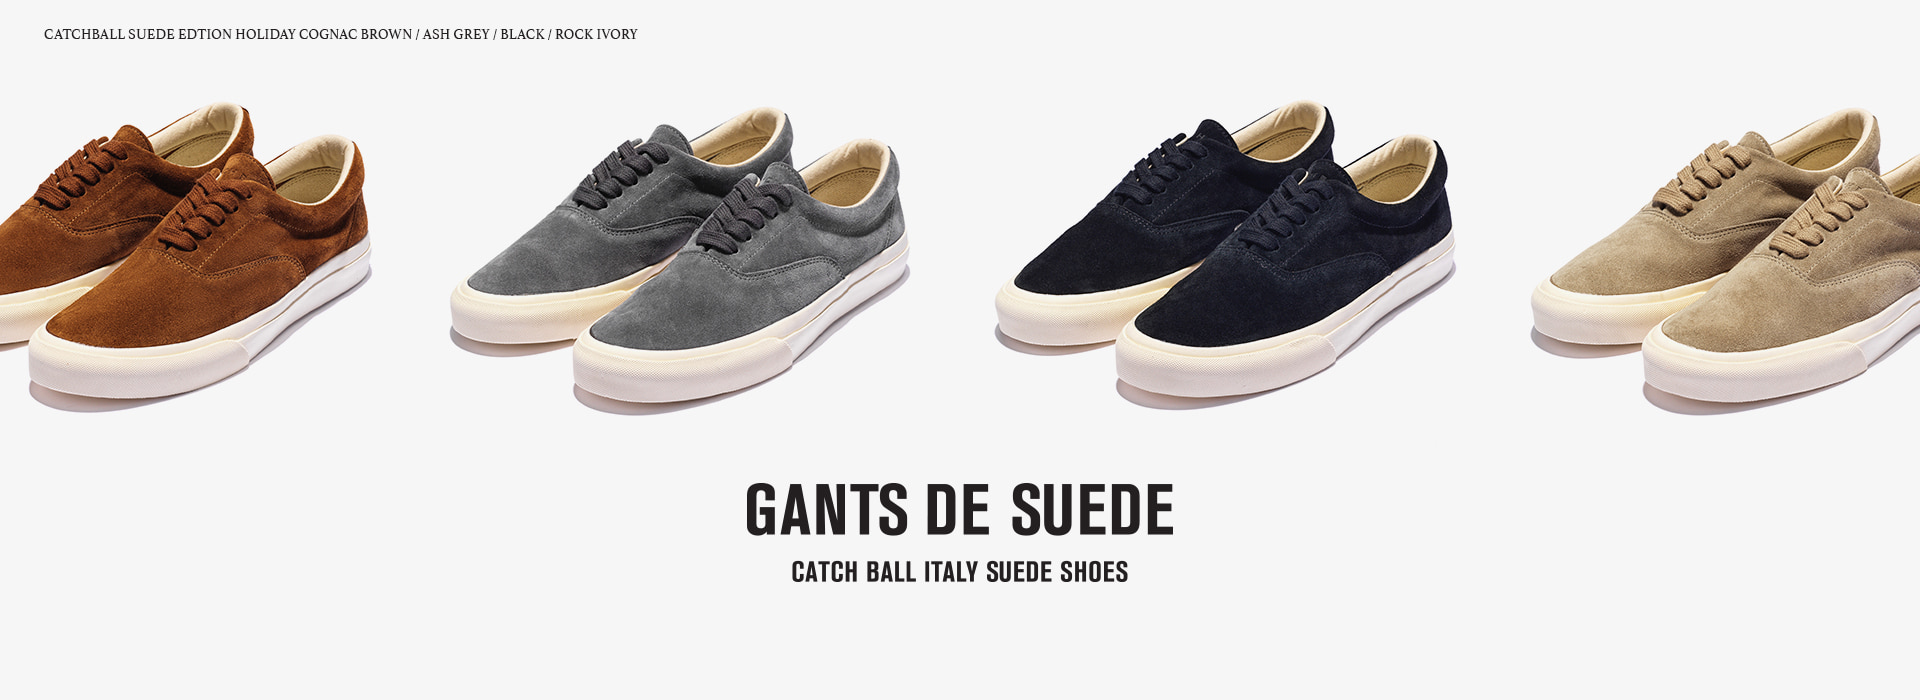 CATCHBALL SUEDE EDTION HOLIDAY COGNAC BROWN / ASH GREY / BLACK / ROCK IVORY
GANTS DE SUEDE
CATCH BALL ITALY SUEDE SHOES